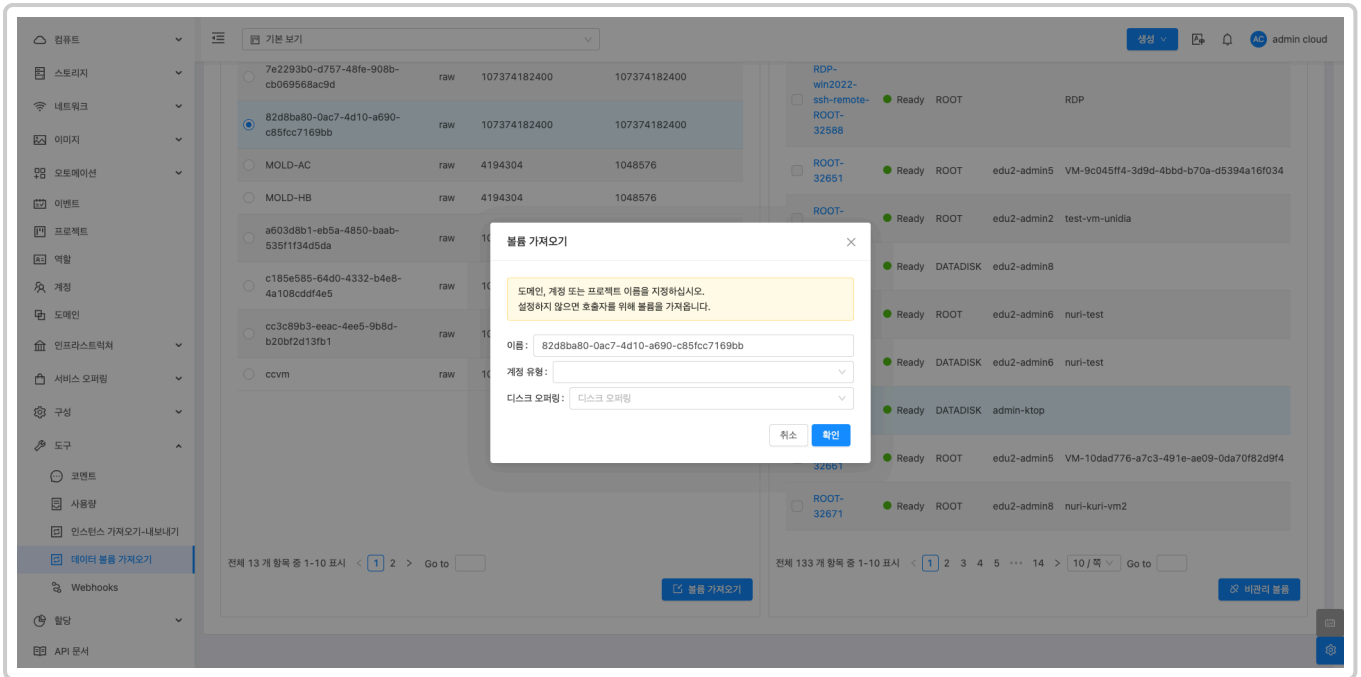 컴퓨트
스토리지
네트워크
이미지
오토메이션
이벤트
프로젝트
역할
계정
도메인
인프라스트럭쳐
서비스 오퍼링
구성
도구
코멘트
사용량
인스턴스 가져오기-내보내기
데이터 볼륨 가져오기
Webhooks
할당
API 문서
기본 보기
생성
AC admin cloud
7e2293b0-d757-48fe-908b-
cb069568ac9d
raw 107374182400 107374182400
82d8ba80-0ac7-4d10-a690-
c85fcc7169bb
raw 107374182400 107374182400
MOLD-AC raw 4194304 1048576
MOLD-HB raw 4194304 1048576
a603d8b1-eb5a-4850-baab-
535f1f34d5da
raw 10
c185e585-64d0-4332-b4e8-
4a108cddf4e5
raw 10
cc3c89b3-eeac-4ee5-9b8d-
b20bf2d13fb1
raw 10
ccvm raw 10
전체 13 개 항목 중 1-10 표시 < 1 2 > Go to
볼륨 가져오기
RDP-
win2022-
ssh-remote-
ROOT-
32588
Ready ROOT RDP
ROOT-
32651
Ready ROOT edu2-admin5 VM-9c045ff4-3d9d-4bbd-b70a-d5394a16f034
ROOT-
Ready ROOT edu2-admin2 test-vm-unidia
Ready DATADISK edu2-admin8
Ready ROOT edu2-admin6 nuri-test
Ready DATADISK edu2-admin6 nuri-test
Ready DATADISK admin-ktop
32661
Ready ROOT edu2-admin5 VM-10dad776-a7c3-491e-ae09-0da70f82d9f4
ROOT-
32671
Ready ROOT edu2-admin8 nuri-kuri-vm2
전체 133 개 항목 중 1-10 표시 < 1 2 3 4 5 ••• 14 > 10 / 쪽 Go to
비관리 볼륨
볼륨 가져오기
도메인, 계정 또는 프로젝트 이름을 지정하십시오.
설정하지 않으면 호출자를 위해 볼륨을 가져옵니다.
이름 : 82d8ba80-0ac7-4d10-a690-c85fcc7169bb
계정 유형 :
디스크 오퍼링 : 디스크 오퍼링
취소 확인